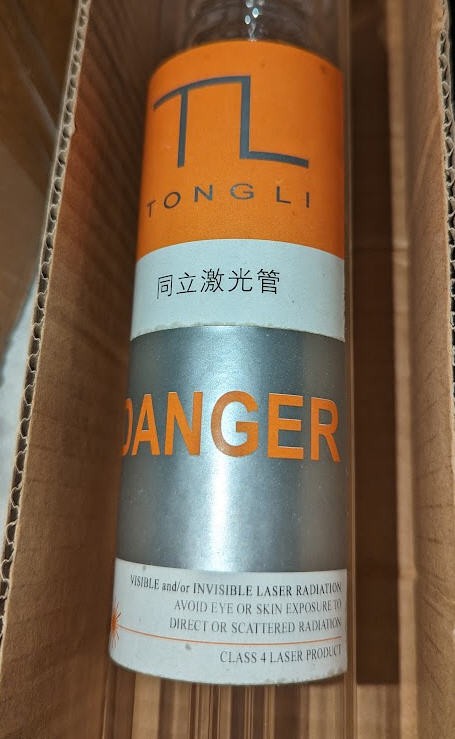 TL
TONGLI
同立激光管
DANGER
VISIBLE and/or INVISIBLE LASER RADIATION
AVOID EYE OR SKIN EXPOSURE TO
DIRECT OR SCATTERED RADIATION
CLASS 4 LASER PRODUCT